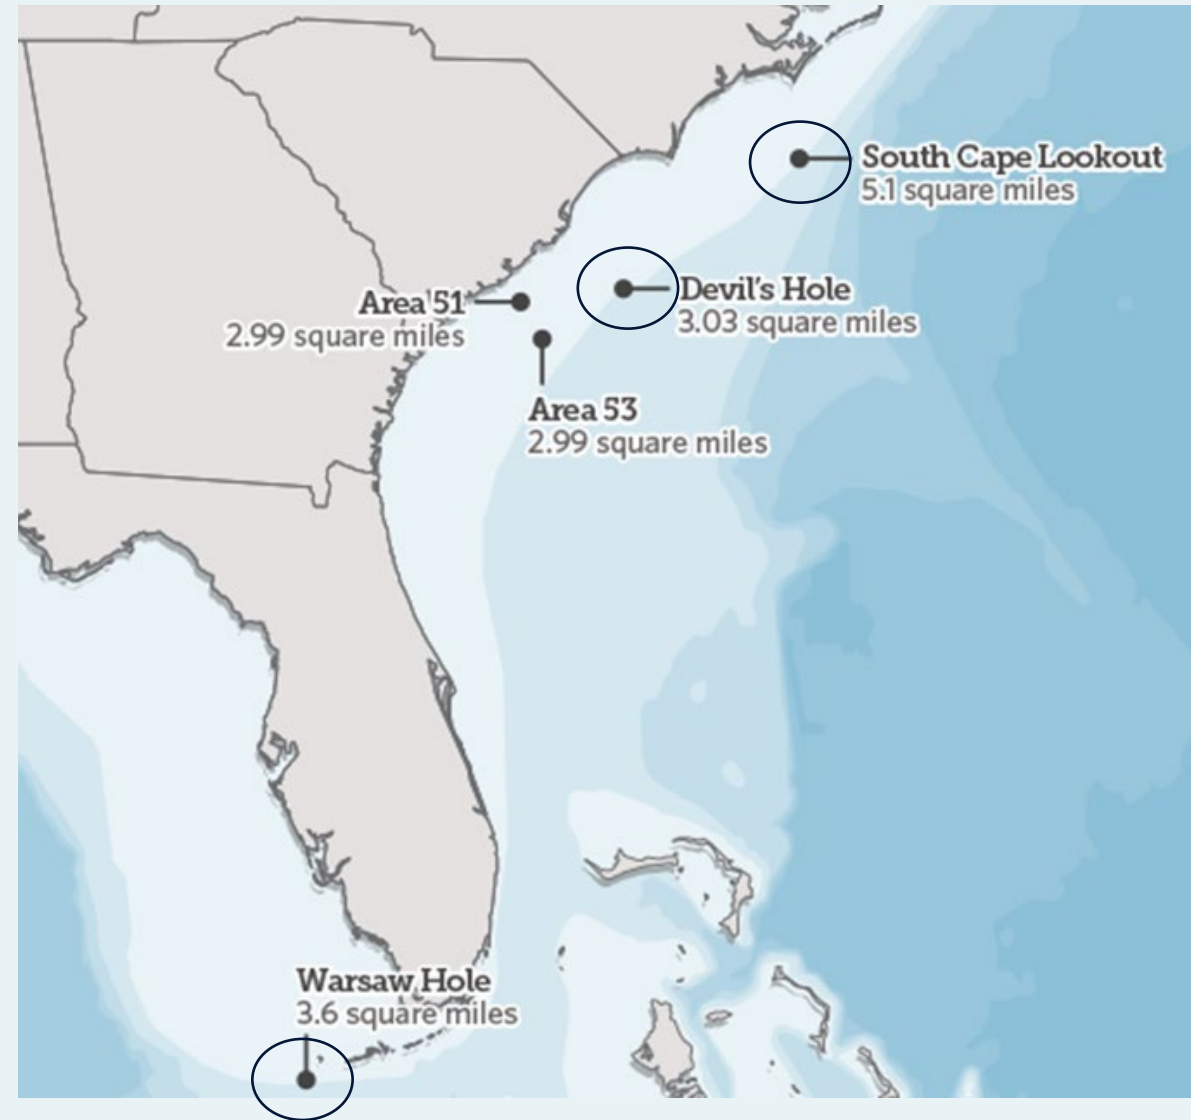 South Cape Lookout
5.1 square miles
Devil's Hole
3.03 square miles
Area 51
2.99 square miles
Area 53
2.99 square miles
Warsaw Hole
3.6 square miles